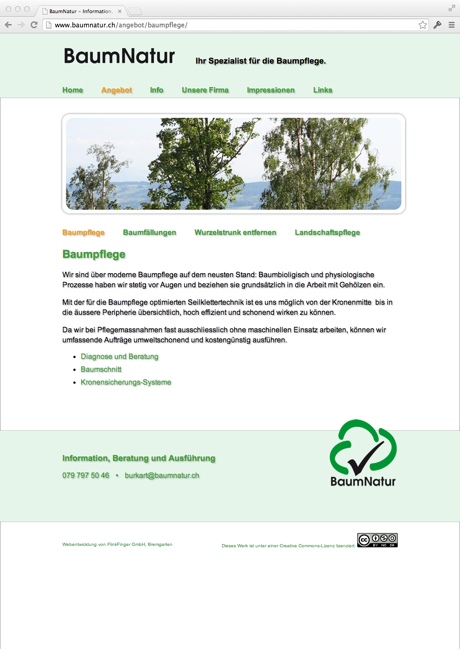 BaumNatur – Information,
www.baumnatur.ch/angebot/baumpflege/
BaumNatur Ihr Spezialist für die Baumpflege.
Home Angebot Info Unsere Firma Impressionen Links
Baumpflege Baumfällungen Wurzelstrunk entfernen Landschaftspflege
Baumpflege
Wir sind über moderne Baumpflege auf dem neusten Stand: Baumbioligisch und physiologische
Prozesse haben wir stetig vor Augen und beziehen sie grundsätzlich in die Arbeit mit Gehölzen ein.
Mit der für die Baumpflege optimierten Seilklettertechnik ist es uns möglich von der Kronenmitte bis in
die äussere Peripherie übersichtlich, hoch effizient und schonend wirken zu können.
Da wir bei Pflegemassnahmen fast ausschliesslich ohne maschinellen Einsatz arbeiten, können wir
umfassende Aufträge umweltschonend und kostengünstig ausführen.
• Diagnose und Beratung
• Baumschnitt
• Kronensicherungs-Systeme
Information, Beratung und Ausführung
079 797 50 46 • burkart@baumnatur.ch
BaumNatur
Webentwicklung von FlinkFinger GmbH, Bremgarten
Dieses Werk ist unter einer Creative Commons-Lizenz lizenziert.